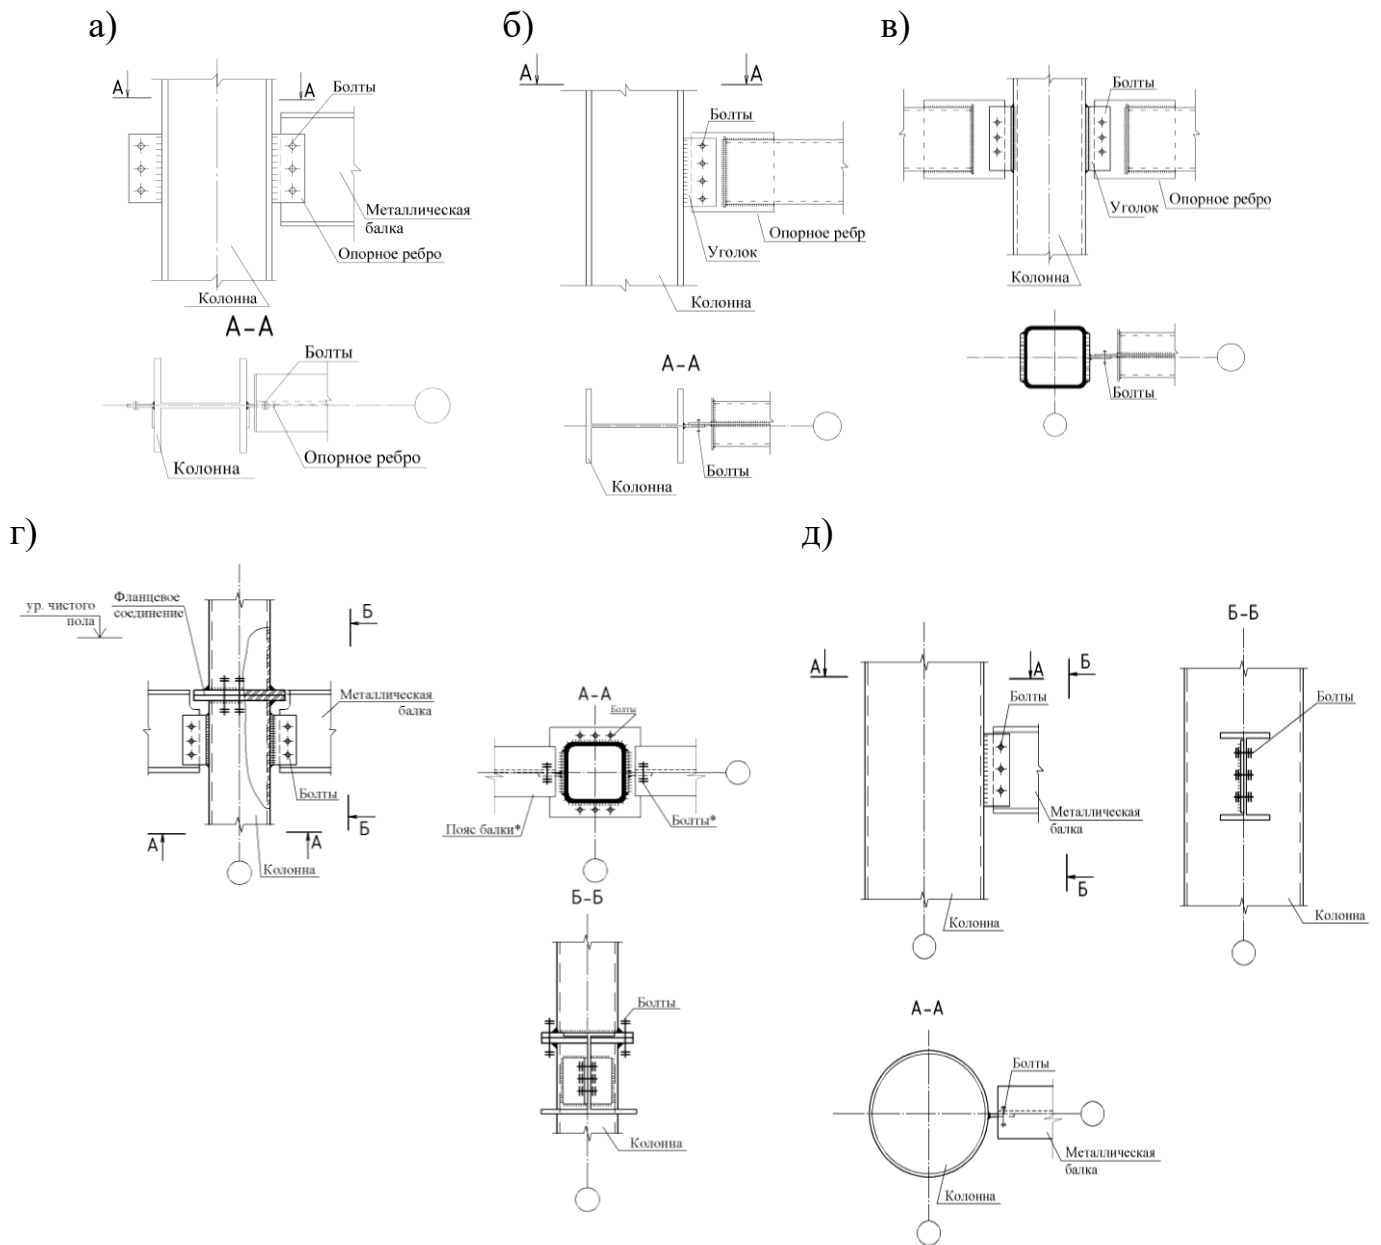 а)
А
А
Болты
Металлическая
балка
Опорное ребро
Колонна
А-А
Болты
Колонна
Опорное ребро
б)
А
А
Болты
Опорное ребр
Уголок
Колонна
А-А
Болты
Колонна
в)
Болты
Опорное ребро
Уголок
Колонна
Болты
г)
ур. чистого
пола
Фланцевое
соединение
Б
Металлическая
балка
Болты
Б
А
А
Колонна
А-А
Болты
Пояс балки*
Болты*
Б-Б
Болты
Колонна
д)
А
А
Б
Болты
Металлическая
балка
Б
Колонна
Б-Б
Болты
Колонна
А-А
Болты
Металлическая
балка
Колонна